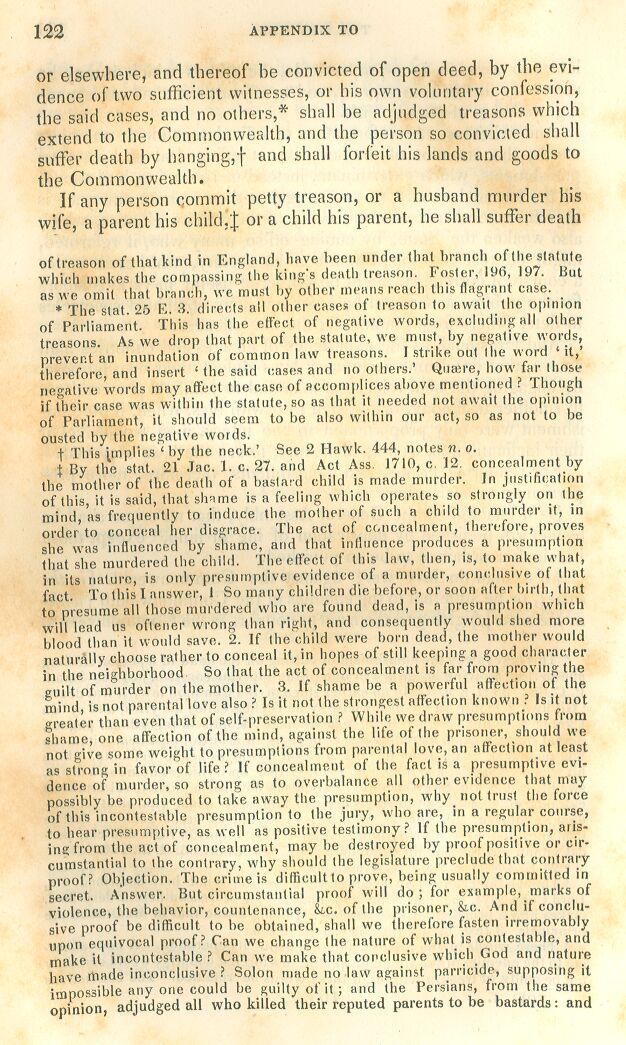 122 APPENDIX TO
or elsewhere, and thereof be convicted of open deed, by the evi-
dence of two sufficient witnesses, or his own voluntary confession,
the said cases, and no others,* shall be adjudged treasons which
extend to the Commonwealth, and the person so convicted shall
suffer death by hanging,† and shall forfeit his lands and goods to
the Commonwealth.
If any person commit petty treason, or a husband murder his
wife, a parent his child,‡ or a child his parent, he shall suffer death
of treason of that kind in England, have been under that branch of the statute
which makes the compassing the king's death treason. Foster, 196, 197. But
as we omit that branch, we must by other means reach this flagrant case.
* The stat. 25 E. 3. directs all other cases of treason to await the opinion
of Parliament. This has the effect of negative words, excluding all other
treasons. As we drop that part of the statute, we must, by negative words,
prevent an inundation of common law treasons. I strike out the word ‘it,’
therefore, and insert ‘the said cases and no others.’ Quære, how far those
negative words may affect the case of accomplices above mentioned? Though
if their case was within the statute, so as that it needed not await the opinion
of Parliament, it should seem to be also within our act, so as not to be
ousted by the negative words.
† This implies ‘by the neck.’ See 2 Hawk. 444, notes n. o.
‡ By the stat. 21 Jac. 1. c. 27. and Act Ass. 1710, c. 12. concealment by
the mother of the death of a bastard child is made murder. In justification
of this, it is said, that shame is a feeling which operates so strongly on the
mind, as frequently to induce the mother of such a child to murder it, in
order to conceal her disgrace. The act of concealment, therefore, proves
she was influenced by shame, and that influence produces a presumption
that she murdered the child. The effect of this law, then, is, to make what,
in its nature, is only presumptive evidence of a murder, conclusive of that
fact. To this I answer, 1 So many children die before, or soon after birth, that
to presume all those murdered who are found dead, is a presumption which
will lead us oftener wrong than right, and consequently would shed more
blood than it would save. 2. If the child were born dead, the mother would
naturally choose rather to conceal it, in hopes of still keeping a good character
in the neighborhood So that the act of concealment is far from proving the
guilt of murder on the mother. 3. If shame be a powerful affection of the
mind, is not parental love also? Is it not the strongest affection known? Is it not
greater than even that of self-preservation? While we draw presumptions from
shame, one affection of the mind, against the life of the prisoner, should we
not give some weight to presumptions from parental love, an affection at least
as strong in favor of life? If concealment of the fact is a presumptive evi-
dence of murder, so strong as to overbalance all other evidence that may
possibly be produced to take away the presumption, why not trust the force
of this incontestable presumption to the jury, who are, in a regular course,
to hear presumptive, as well as positive testimony? If the presumption, aris-
ing from the act of concealment, may be destroyed by proof positive or cir-
cumstantial to the contrary, why should the legislature preclude that contrary
proof? Objection. The crime is difficult to prove, being usually committed in
secret. Answer. But circumstantial proof will do; for example, marks of
violence, the behavior, countenance, &c. of the prisoner, &c. And if conclu-
sive proof be difficult to be obtained, shall we therefore fasten irremovably
upon equivocal proof? Can we change the nature of what is contestable, and
make it incontestable? Can we make that conclusive which God and nature
have made inconclusive? Solon made no law against parricide, supposing it
impossible any one could be guilty of it; and the Persians, from the same
opinion, adjudged all who killed their reputed parents to be bastards: and